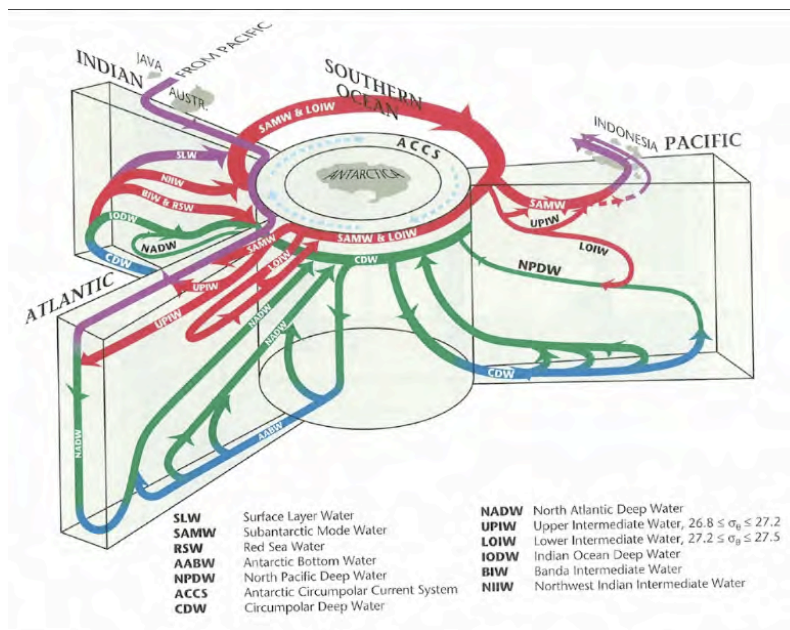 INDIAN
JAVA
FROM PACIFIC
AUSTR.
SOUTHERN
OCEAN
SAMW & LOIW
ACCS
ANTARCTICA
INDONESIA
PACIFIC
SLW
NIIW
BIW & RSW
IODW
NADW
CDW
SAMW
UPIW
LOIW
SAMW & LOIW
CDW
SAMW
UPIW
LOIW
NPDW
ATLANTIC
UPIW
NADW
NADW
NADW
AABW
CDW
SLW Surface Layer Water
SAMW Subantarctic Mode Water
RSW Red Sea Water
AABW Antarctic Bottom Water
NPDW North Pacific Deep Water
ACCS Antarctic Circumpolar Current System
CDW Circumpolar Deep Water
NADW North Atlantic Deep Water
UPIW Upper Intermediate Water, 26.8 ≤ σθ ≤ 27.2
LOIW Lower Intermediate Water, 27.2 ≤ σθ ≤ 27.5
IODW Indian Ocean Deep Water
BIW Banda Intermediate Water
NIIW Northwest Indian Intermediate Water